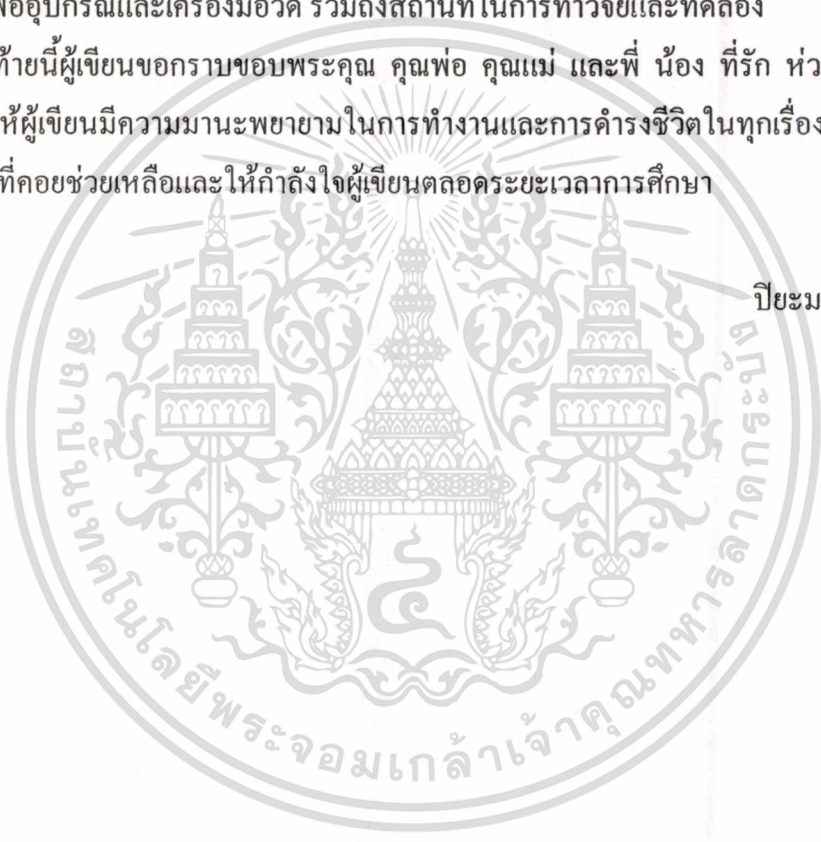 อุปกรณ์และเครื่องมือวัด รวมถึงสถานที่ในการทำวิจัยและทดลอง
ท้ายนี้ผู้เขียนขอกราบขอบพระคุณ คุณพ่อ คุณแม่ และพี่ น้อง ที่รัก ห่ว
ให้ผู้เขียนมีความมานะพยายามในการทำงานและการดำรงชีวิตในทุกเรื่อง
ที่คอยช่วยเหลือและให้กำลังใจผู้เขียนตลอดระยะเวลาการศึกษา
ปิยะม
สถาบันเทคโนโลยีพระจอมเกล้าเจ้าคุณทหารลาดกระบัง
๔